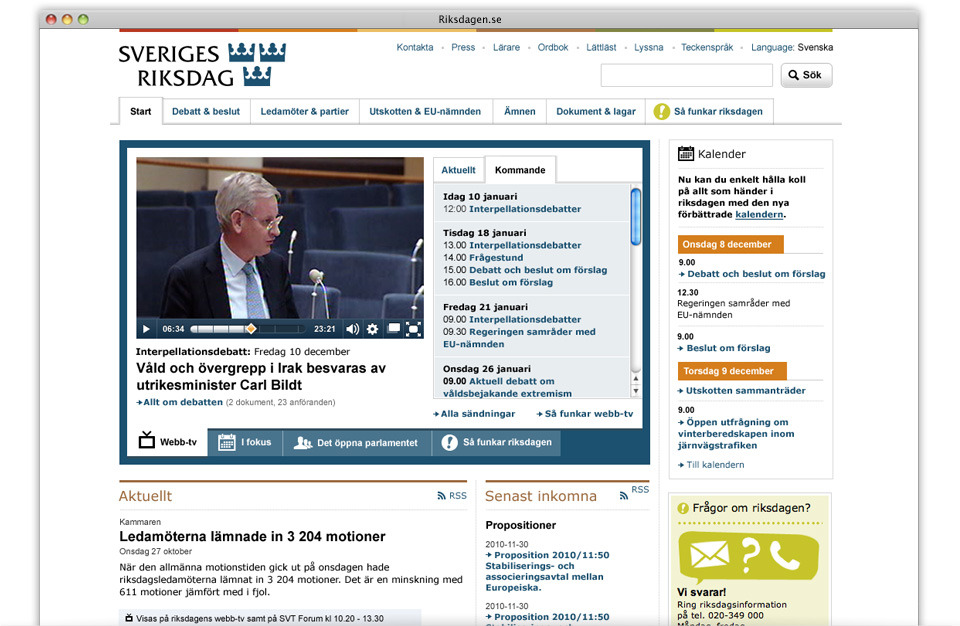 Riksdagen.se
SVERIGES
RIKSDAG
Kontakta Press Lärare Ordbok Lättläst Lyssna Teckenspråk Language: Svenska
Sök
Start Debatt & beslut Ledamöter & partier Utskotten & EU-nämnden Ämnen Dokument & lagar Så funkar riksdagen
06:34 23:21
Interpellationsdebatt: Fredag 10 december
Våld och övergrepp i Irak besvaras av
utrikesminister Carl Bildt
Allt om debatten (2 dokument, 23 anföranden)
Aktuellt Kommande
Idag 10 januari
12:00 Interpellationsdebatter
Tisdag 18 januari
13.00 Interpellationsdebatter
14.00 Frågestund
15.00 Debatt och beslut om förslag
16.00 Beslut om förslag
Fredag 21 januari
09.00 Interpellationsdebatter
09.30 Regeringen samråder med
EU-nämnden
Onsdag 26 januari
09.00 Aktuell debatt om
våldsbejakande extremism
Alla sändningar Så funkar webb-tv
Webb-tv I fokus Det öppna parlamentet Så funkar riksdagen
Kalender
Nu kan du enkelt hålla koll
på allt som händer i
riksdagen med den nya
förbättrade kalendern.
Onsdag 8 december
9.00
Debatt och beslut om förslag
12.30
Regeringen samråder med
EU-nämnden
9.00
Beslut om förslag
Torsdag 9 december
Utskotten sammanträder
9.00
Öppen utfrågning om
vinterberedskapen inom
järnvägstrafiken
Till kalendern
Aktuellt RSS
Kammaren
Ledamöterna lämnade in 3 204 motioner
Onsdag 27 oktober
När den allmänna motionstiden gick ut på onsdagen hade
riksdagsledamöterna lämnat in 3 204 motioner. Det är en minskning med
611 motioner jämfört med i fjol.
Visas på riksdagens webb-tv samt på SVT Forum kl 10.20 - 13.30
Senast inkomna RSS
Propositioner
2010-11-30
Proposition 2010/11:50
Stabiliserings- och
associeringsavtal mellan
Europeiska.
2010-11-30
Proposition 2010/11:50
Frågor om riksdagen?
?
Vi svarar!
Ring riksdagsinformation
på tel. 020-349 000